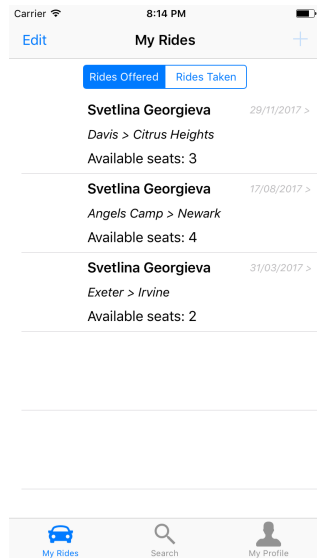 Carrier 8:14 PM
Edit My Rides +
Rides Offered Rides Taken
Svetlina Georgieva 29/11/2017 >
Davis > Citrus Heights
Available seats: 3
Svetlina Georgieva 17/08/2017 >
Angels Camp > Newark
Available seats: 4
Svetlina Georgieva 31/03/2017 >
Exeter > Irvine
Available seats: 2
My Rides Search My Profile